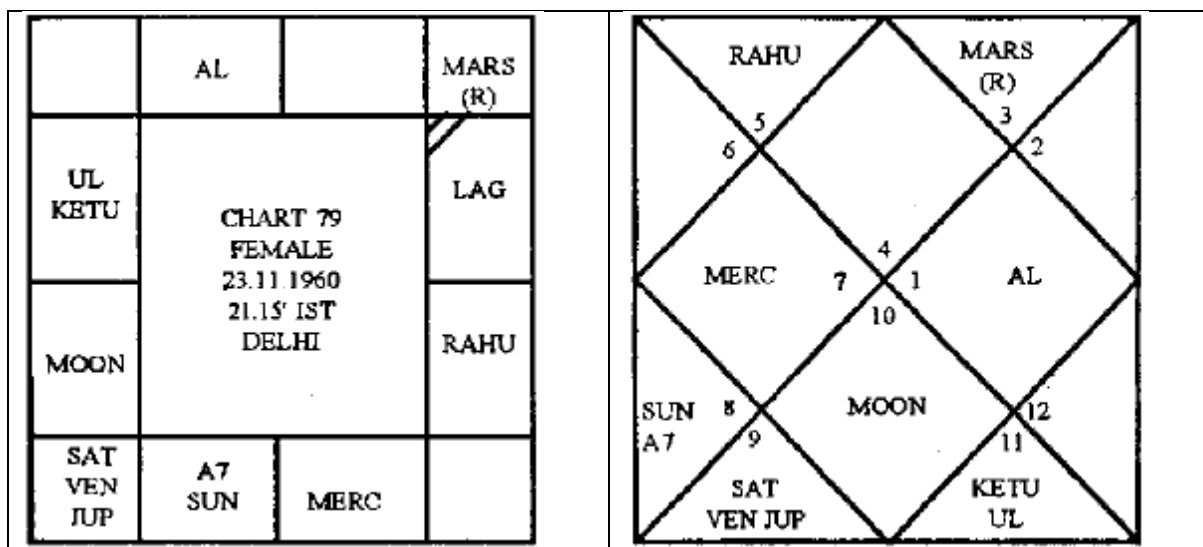 AL
MARS
(R)
UL
KETU
LAG
CHART 79
FEMALE
23.11.1960
21.15' IST
DELHI
MOON
RAHU
SAT
VEN
JUP
A7
SUN
MERC
RAHU
MARS
(R)
5
3
6
2
4
MERC
7
1
AL
10
SUN
A7
8
MOON
12
9
11
SAT
VEN JUP
KETU
UL